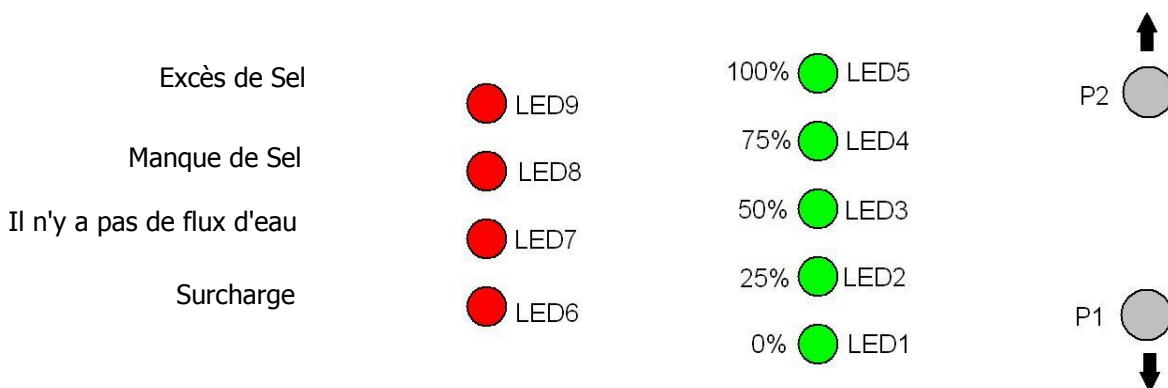 Excès de Sel
Manque de Sel
Il n'y a pas de flux d'eau
Surcharge
LED9
LED8
LED7
LED6
100% LED5
75% LED4
50% LED3
25% LED2
0% LED1
P2
P1